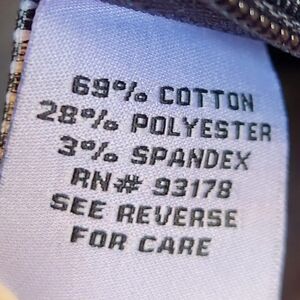 69% COTTON
28% POLYESTER
3% SPANDEX
RN# 93178
SEE REVERSE
FOR CARE